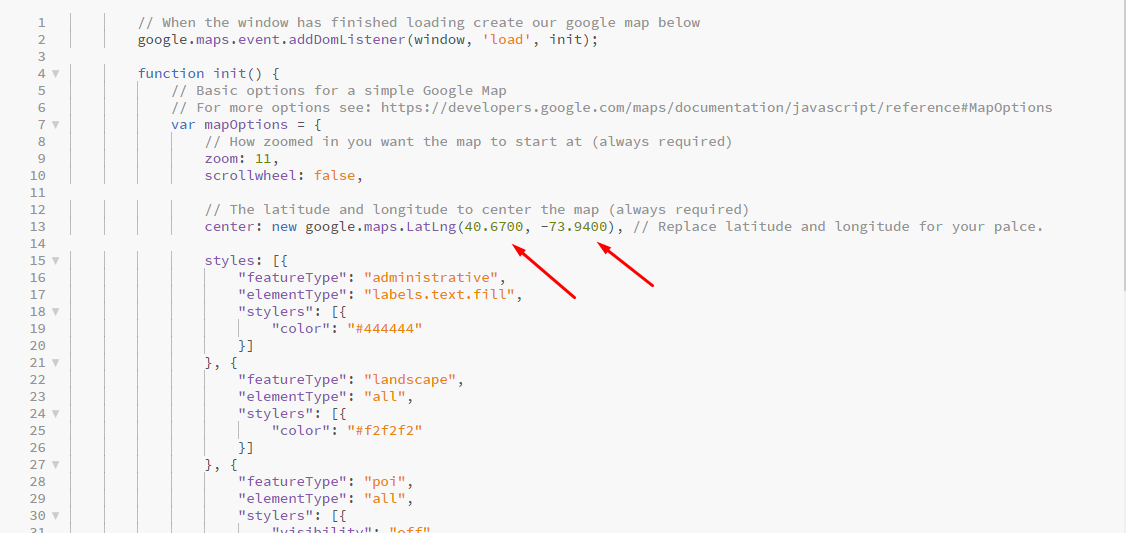 1 // When the window has finished loading create our google map below
2 google.maps.event.addDomListener(window, 'load', init);
3
4 function init() {
5 // Basic options for a simple Google Map
6 // For more options see: https://developers.google.com/maps/documentation/javascript/reference#MapOptions
7 var mapOptions = {
8 // How zoomed in you want the map to start at (always required)
9 zoom: 11,
10 scrollwheel: false,
11
12 // The latitude and longitude to center the map (always required)
13 center: new google.maps.LatLng(40.6700, -73.9400), // Replace latitude and longitude for your palce.
14
15 styles: [{
16 "featureType": "administrative",
17 "elementType": "labels.text.fill",
18 "stylers": [{
19 "color": "#444444"
20 }]
21 }, {
22 "featureType": "landscape",
23 "elementType": "all",
24 "stylers": [{
25 "color": "#f2f2f2"
26 }]
27 }, {
28 "featureType": "poi",
29 "elementType": "all",
30 "stylers": [{
31 "visibility": "off"